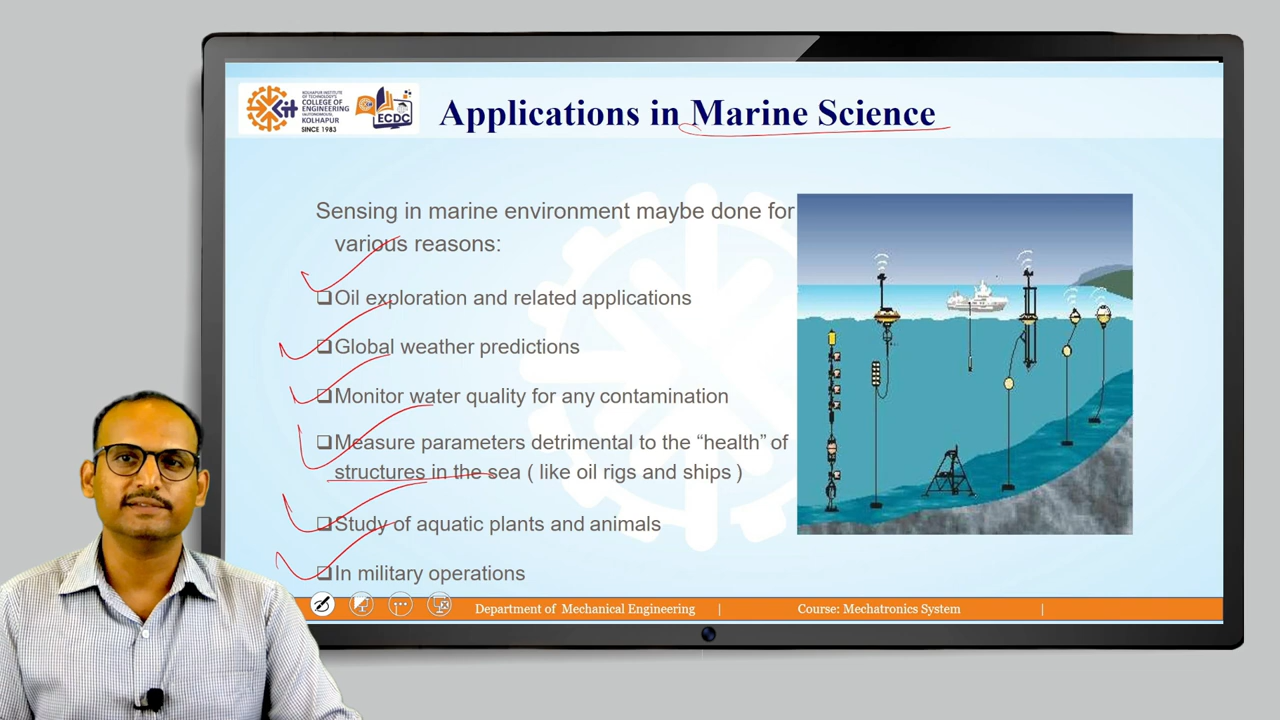 KOLHAPUR INSTITUTE
OF TECHNOLOGY'S
COLLEGE OF
ENGINEERING
(AUTONOMOUS),
KOLHAPUR
SINCE 1983
ECDC
Applications in Marine Science
Sensing in marine environment maybe done for
various reasons:
❑Oil exploration and related applications
❑Global weather predictions
❑Monitor water quality for any contamination
❑Measure parameters detrimental to the “health” of
structures in the sea ( like oil rigs and ships )
❑Study of aquatic plants and animals
❑In military operations
Department of Mechanical Engineering | Course: Mechatronics System |